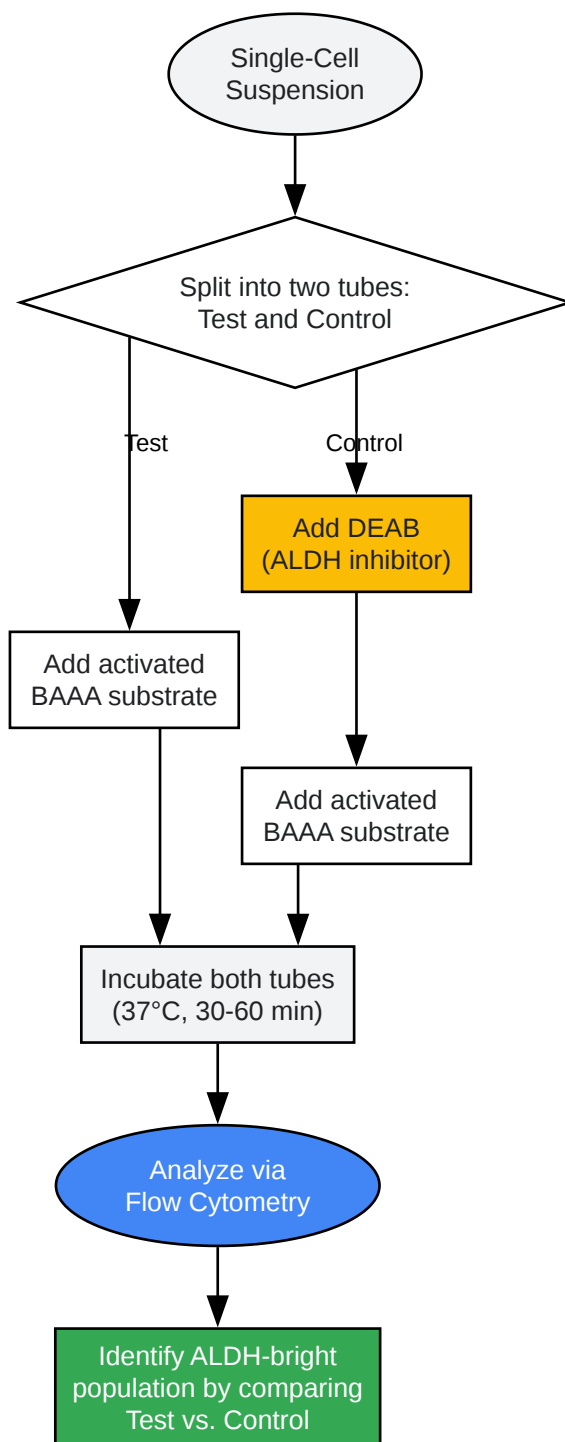 Single-Cell
Suspension
Split into two tubes:
Test and Control
Test
Control
Add DEAB
(ALDH inhibitor)
Add activated
BAAA substrate
Add activated
BAAA substrate
Incubate both tubes
(37°C, 30-60 min)
Analyze via
Flow Cytometry
Identify ALDH-bright
population by comparing
Test vs. Control